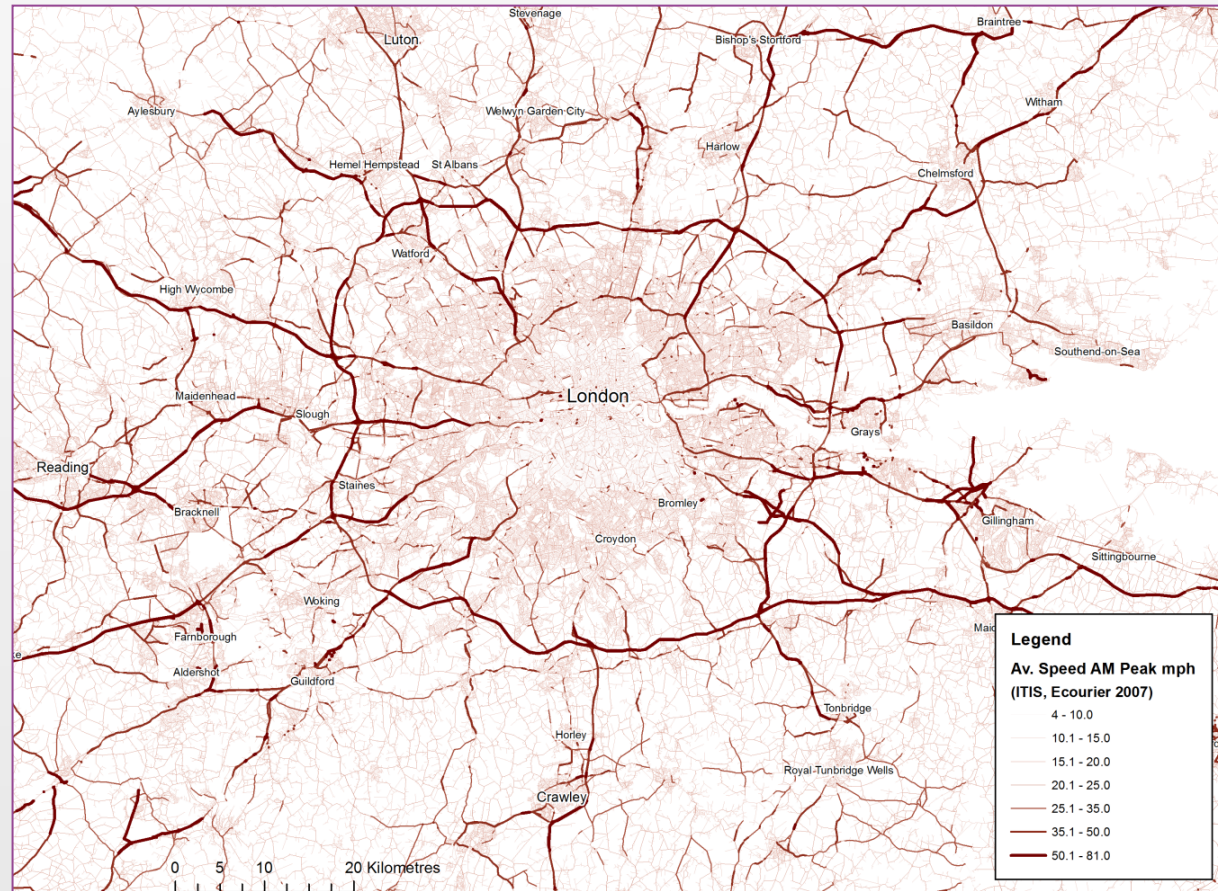 Stevenage
Braintree
Luton
Bishop's Stortford
Aylesbury
Welwyn Garden City
Witham
Harlow
Hemel Hempstead
St Albans
Chelmsford
Watford
High Wycombe
Basildon
Southend-on-Sea
Maidenhead
London
Slough
Grays
Reading
Staines
Bromley
Bracknell
Gillingham
Croydon
Sittingbourne
Woking
Farnborough
Maid
ke
Aldershot
Guildford
Tonbridge
Horley
Royal Tunbridge Wells
Crawley
0 5 10 20 Kilometres
Legend
Av. Speed AM Peak mph
(ITIS, Ecourier 2007)
4 - 10.0
10.1 - 15.0
15.1 - 20.0
20.1 - 25.0
25.1 - 35.0
35.1 - 50.0
50.1 - 81.0